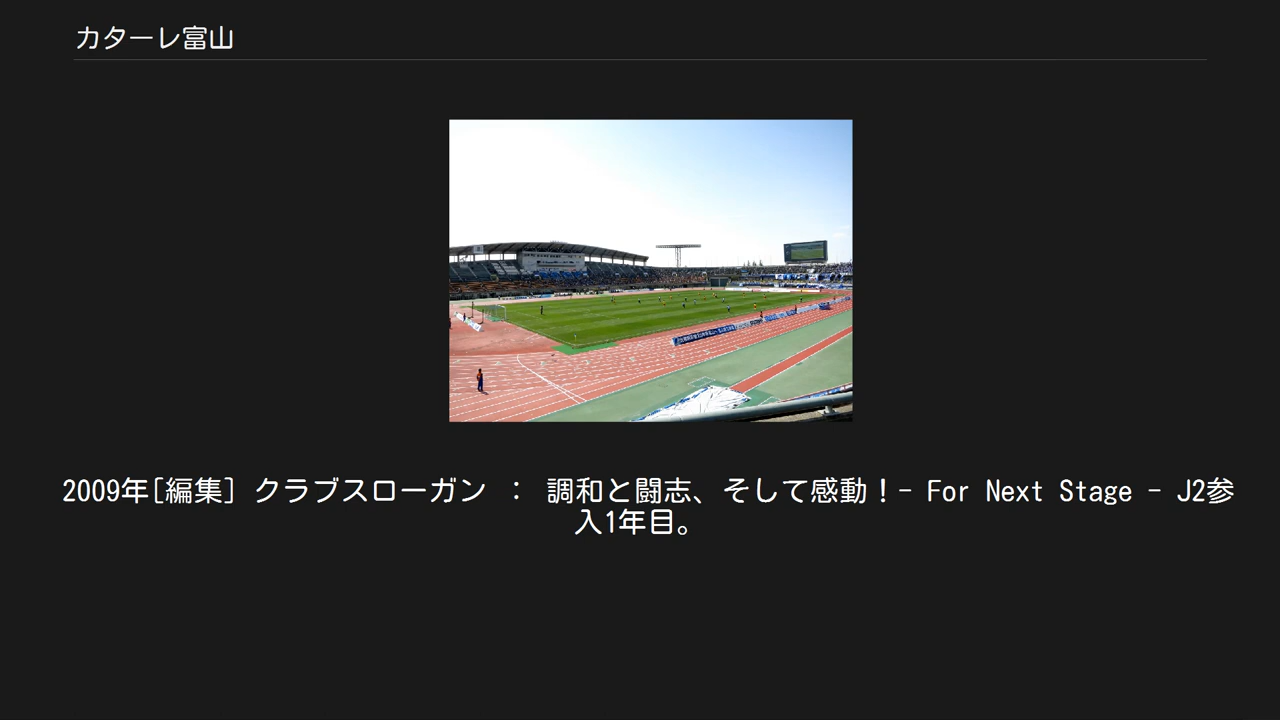 カターレ富山
2009年[編集] クラブスローガン ： 調和と闘志、そして感動！- For Next Stage - J2参
入1年目。